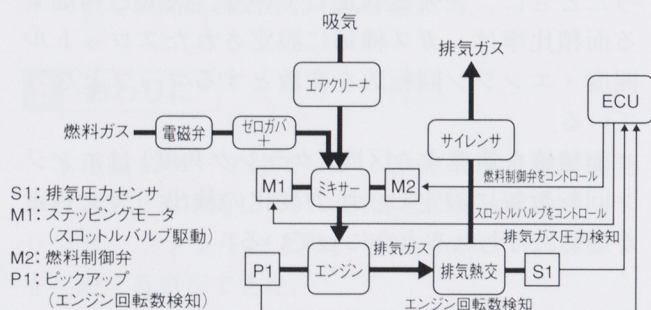 吸気
排気ガス
エアクリーナ
ECU
燃料ガス
電磁弁
ゼロガバ
+
サイレンサ
燃料制御弁をコントロール
M1
ミキサー
M2
スロットルバルブをコントロール
排気ガス圧力検知
排気ガス
P1
エンジン
排気熱交
S1
エンジン回転数検知
S1：排気圧力センサ
M1：ステッピングモータ
（スロットルバルブ駆動）
M2：燃料制御弁
P1：ピックアップ
（エンジン回転数検知）